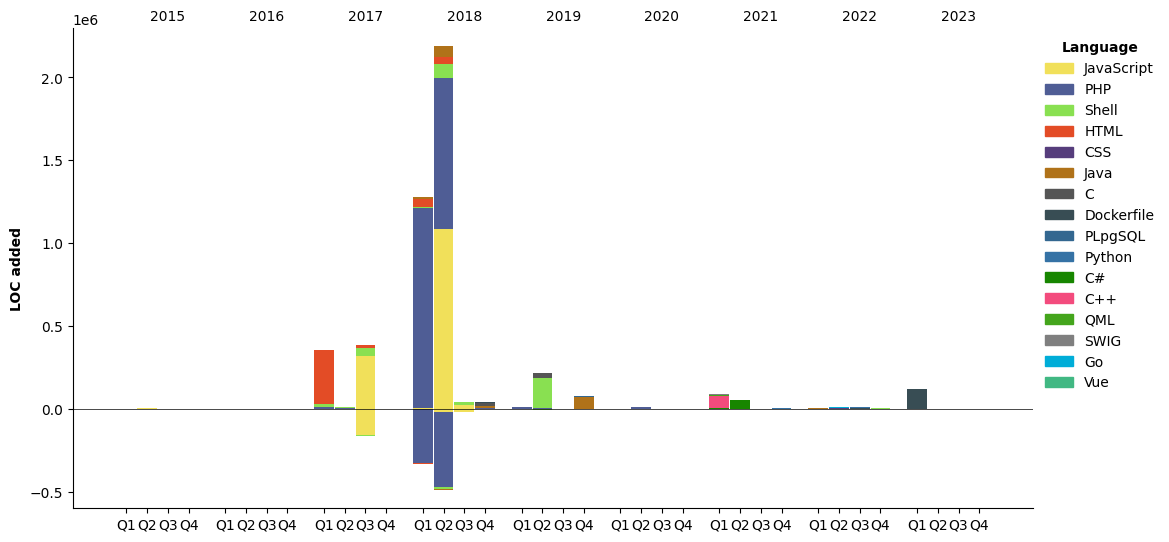 1e6
2015 2016 2017 2018 2019 2020 2021 2022 2023
2.0
1.5
1.0
0.5
0.0
−0.5
LOC added
Q1 Q2 Q3 Q4 Q1 Q2 Q3 Q4 Q1 Q2 Q3 Q4 Q1 Q2 Q3 Q4 Q1 Q2 Q3 Q4 Q1 Q2 Q3 Q4 Q1 Q2 Q3 Q4 Q1 Q2 Q3 Q4 Q1 Q2 Q3 Q4
Language
JavaScript
PHP
Shell
HTML
CSS
Java
C
Dockerfile
PLpgSQL
Python
C#
C++
QML
SWIG
Go
Vue